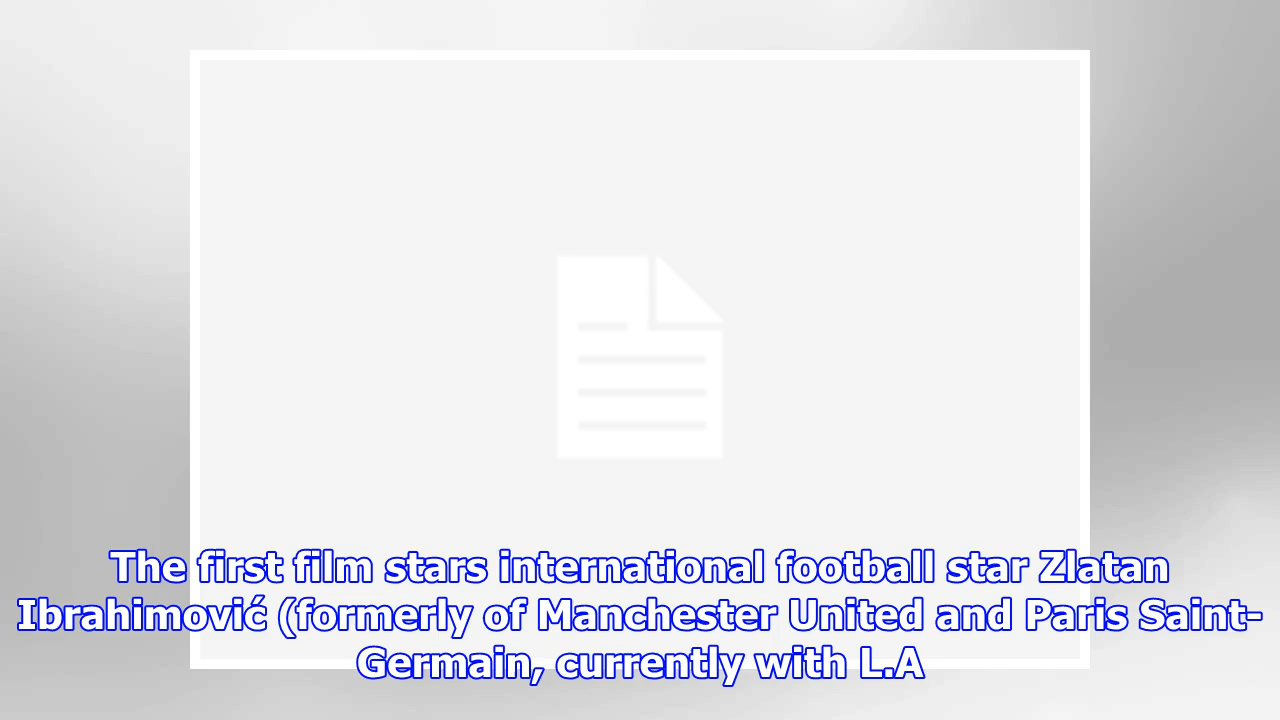 The first film stars international football star Zlatan
Ibrahimović (formerly of Manchester United and Paris Saint-
Germain, currently with L.A